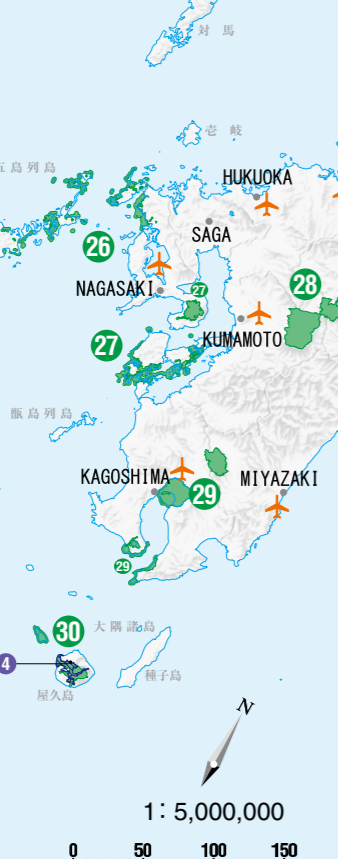 対馬
壱岐
五島列島
HUKUOKA
SAGA
26
NAGASAKI
27
28
27
KUMAMOTO
甑島列島
KAGOSHIMA
MIYAZAKI
29
29
30
大隅諸島
4
種子島
屋久島
N
1: 5,000,000
0 50 100 150